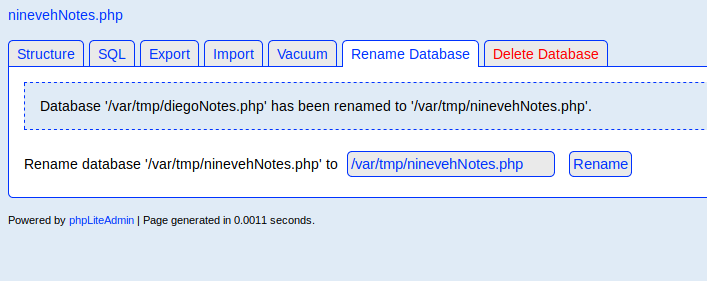 ninevehNotes.php
Structure SQL Export Import Vacuum Rename Database Delete Database
Database '/var/tmp/diegoNotes.php' has been renamed to '/var/tmp/ninevehNotes.php'.
Rename database '/var/tmp/ninevehNotes.php' to /var/tmp/ninevehNotes.php Rename
Powered by phpLiteAdmin | Page generated in 0.0011 seconds.